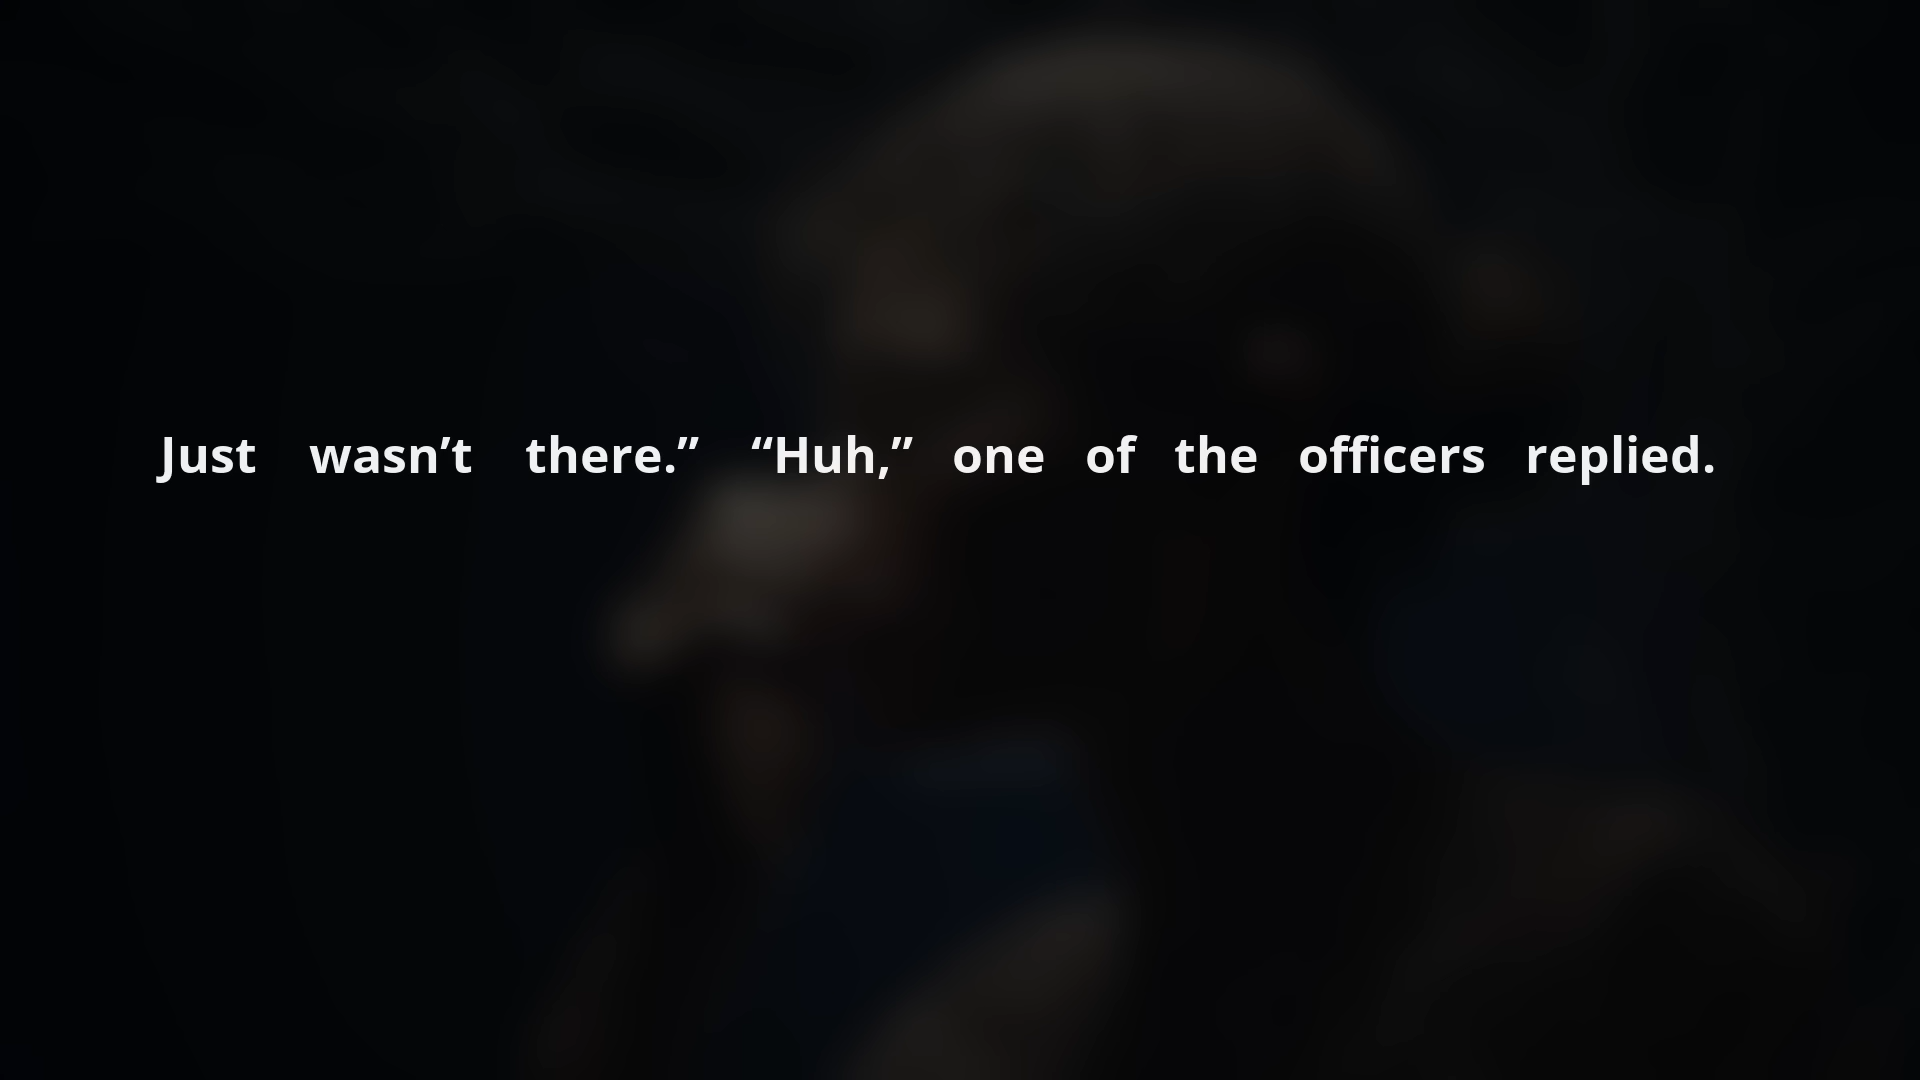 Just wasn’t there.” “Huh,” one of the officers replied.